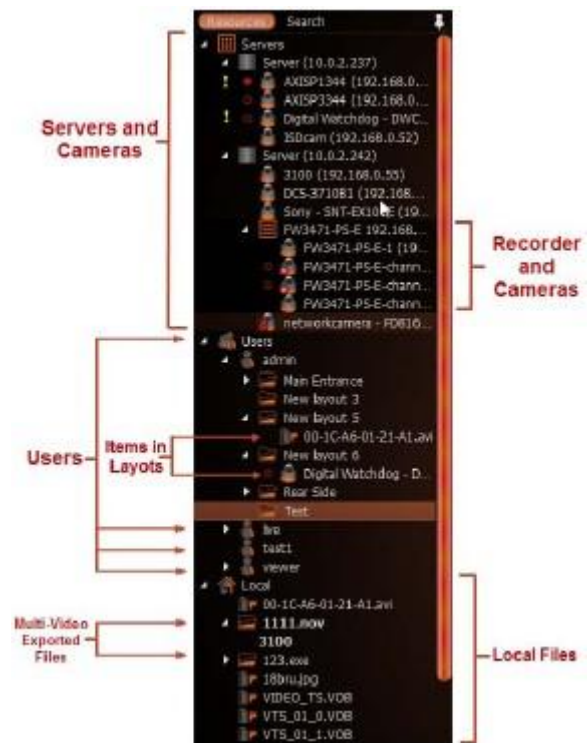 Resources Search
Servers
Server (10.0.2.237)
AXISP1344 (192.168.0...
AXISP3344 (192.168.0...
Digital Watchdog - DWC...
ISDcam (192.168.0.52)
Server (10.0.2.242)
3100 (192.168.0.55)
DCS-3710B1 (192.168...
Sony - SNT-EX101E (19...
FW3471-PS-E 192.168...
FW3471-PS-E-1 (19...
FW3471-PS-E-chann...
FW3471-PS-E-chann...
FW3471-PS-E-chann...
networkcamera - FD816...
Users
admin
Main Entrance
New layout 3
New layout 5
00-1C-A6-01-21-A1.avi
New layout 6
Digital Watchdog - D...
Rear Side
Test
live
test1
viewer
Local
00-1C-A6-01-21-A1.avi
1111.nov
3100
123.exe
18bru.jpg
VIDEO_TS.VOB
VTS_01_0.VOB
VTS_01_1.VOB
Servers and
Cameras
Recorder
and
Cameras
Users
Items in
Layots
Multi-Video
Exported
Files
Local Files